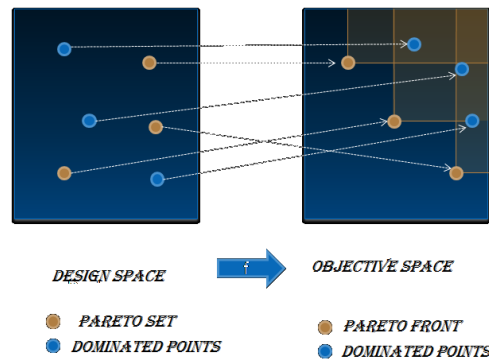 DESIGN SPACE
f
OBJECTIVE SPACE
PARETO SET
DOMINATED POINTS
PARETO FRONT
DOMINATED POINTS